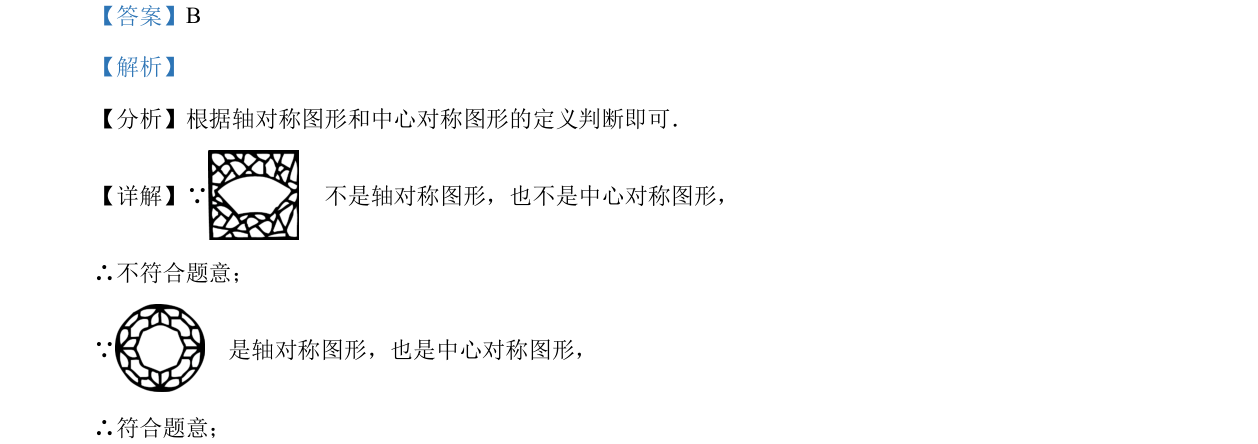 【答案】B
【解析】
【分析】根据轴对称图形和中心对称图形的定义判断即可.
【详解】∵ 不是轴对称图形，也不是中心对称图形，
∴不符合题意；
∵ 是轴对称图形，也是中心对称图形，
∴符合题意；